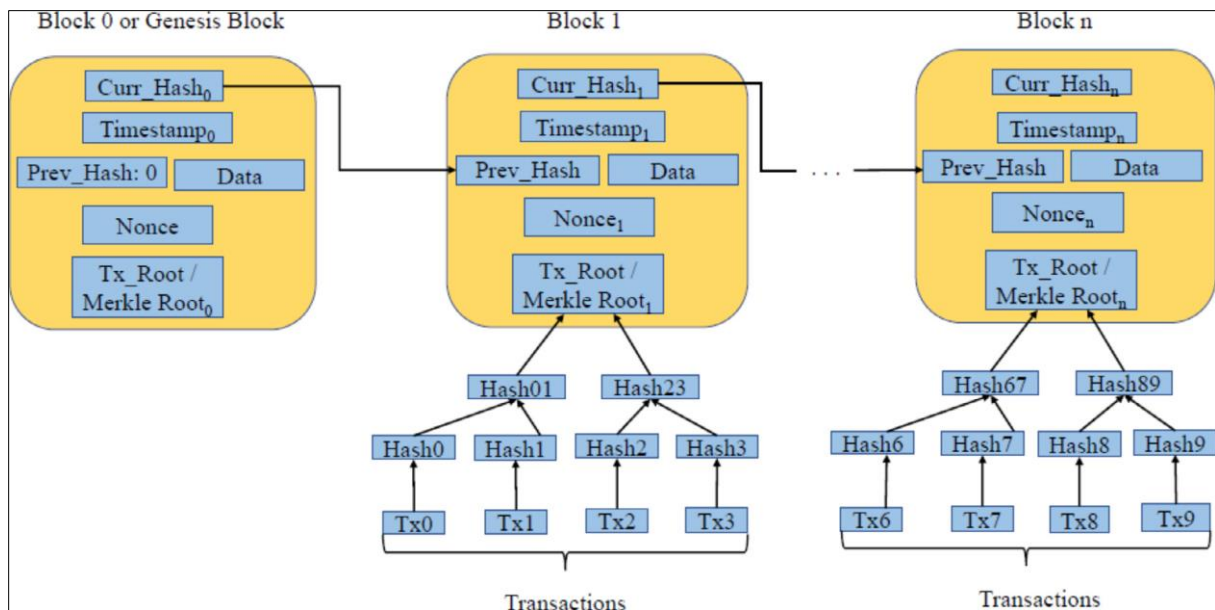 Block 0 or Genesis Block
Curr_Hash₀
Timestamp₀
Prev_Hash: 0
Data
Nonce
Tx_Root /
Merkle Root₀
Block 1
Curr_Hash₁
Timestamp₁
Prev_Hash
Data
Nonce₁
Tx_Root /
Merkle Root₁
Hash01
Hash23
Hash0
Hash1
Hash2
Hash3
Tx0
Tx1
Tx2
Tx3
Transactions
. . .
Block n
Curr_Hashₙ
Timestampₙ
Prev_Hash
Data
Nonceₙ
Tx_Root /
Merkle Rootₙ
Hash67
Hash89
Hash6
Hash7
Hash8
Hash9
Tx6
Tx7
Tx8
Tx9
Transactions